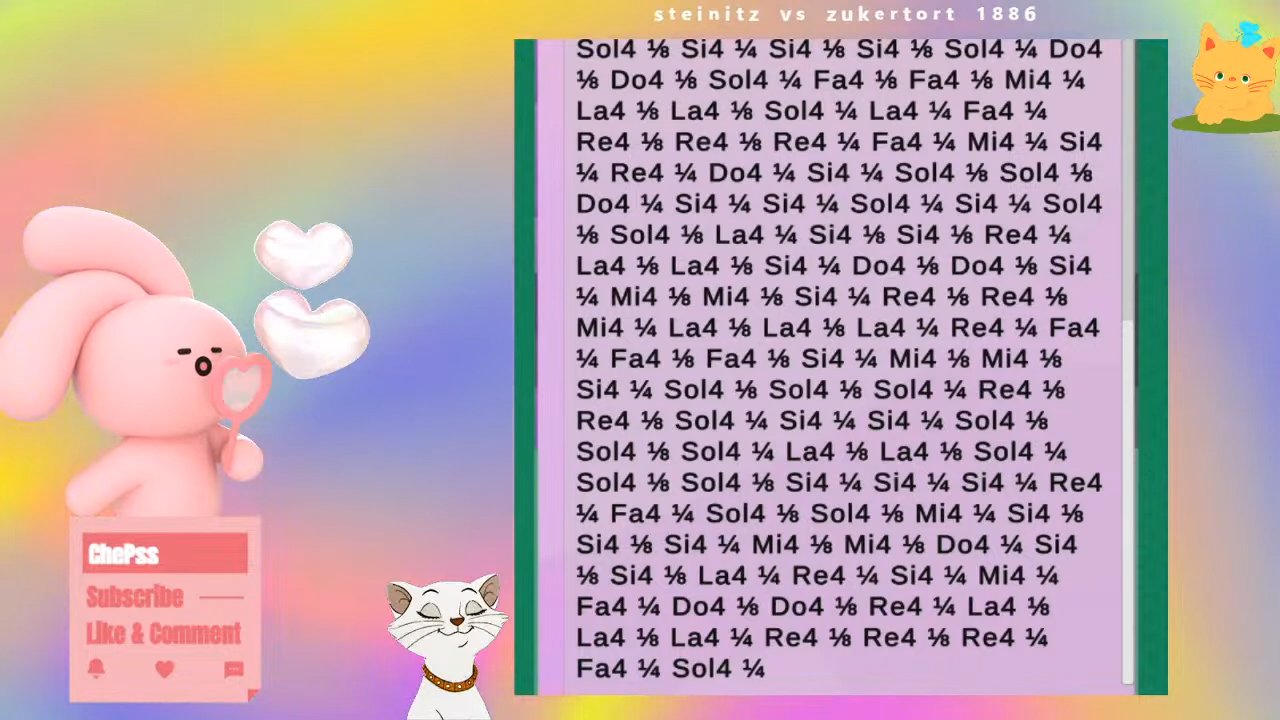 steinitz vs zukertort 1886
Sol4 ⅛ Si4 ¼ Si4 ⅛ Si4 ⅛ Sol4 ¼ Do4
⅛ Do4 ⅛ Sol4 ¼ Fa4 ⅛ Fa4 ⅛ Mi4 ¼
La4 ⅛ La4 ⅛ Sol4 ¼ La4 ¼ Fa4 ¼
Re4 ⅛ Re4 ⅛ Re4 ¼ Fa4 ¼ Mi4 ¼ Si4
¼ Re4 ¼ Do4 ¼ Si4 ¼ Sol4 ⅛ Sol4 ⅛
Do4 ¼ Si4 ¼ Si4 ¼ Sol4 ¼ Si4 ¼ Sol4
⅛ Sol4 ⅛ La4 ¼ Si4 ⅛ Si4 ⅛ Re4 ¼
La4 ⅛ La4 ⅛ Si4 ¼ Do4 ⅛ Do4 ⅛ Si4
¼ Mi4 ⅛ Mi4 ⅛ Si4 ¼ Re4 ⅛ Re4 ⅛
Mi4 ¼ La4 ⅛ La4 ⅛ La4 ¼ Re4 ¼ Fa4
¼ Fa4 ⅛ Fa4 ⅛ Si4 ¼ Mi4 ⅛ Mi4 ⅛
Si4 ¼ Sol4 ⅛ Sol4 ⅛ Sol4 ¼ Re4 ⅛
Re4 ⅛ Sol4 ¼ Si4 ¼ Si4 ¼ Sol4 ⅛
Sol4 ⅛ Sol4 ¼ La4 ⅛ La4 ⅛ Sol4 ¼
Sol4 ⅛ Sol4 ⅛ Si4 ¼ Si4 ¼ Si4 ¼ Re4
¼ Fa4 ¼ Sol4 ⅛ Sol4 ⅛ Mi4 ¼ Si4 ⅛
Si4 ⅛ Si4 ¼ Mi4 ⅛ Mi4 ⅛ Do4 ¼ Si4
⅛ Si4 ⅛ La4 ¼ Re4 ¼ Si4 ¼ Mi4 ¼
Fa4 ¼ Do4 ⅛ Do4 ⅛ Re4 ¼ La4 ⅛
La4 ⅛ La4 ¼ Re4 ⅛ Re4 ⅛ Re4 ¼
Fa4 ¼ Sol4 ¼
ChePss
Subscribe
Like & Comment